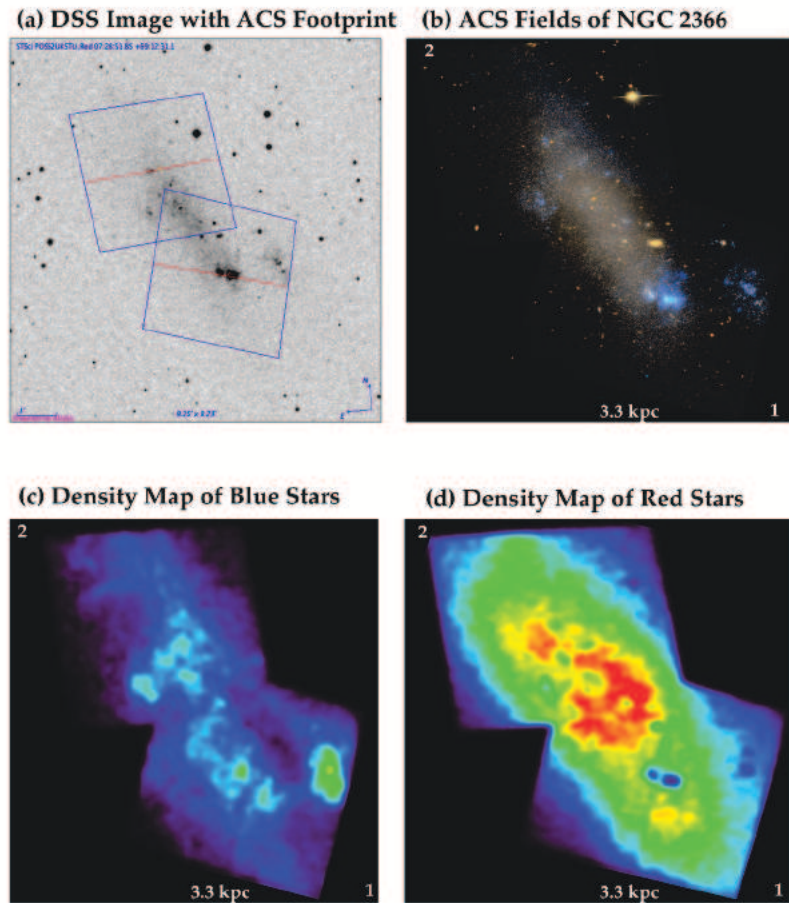 (a) DSS Image with ACS Footprint
(b) ACS Fields of NGC 2366
2
N
E
1'
3.3 kpc
1
(c) Density Map of Blue Stars
(d) Density Map of Red Stars
2
2
3.3 kpc
1
3.3 kpc
1